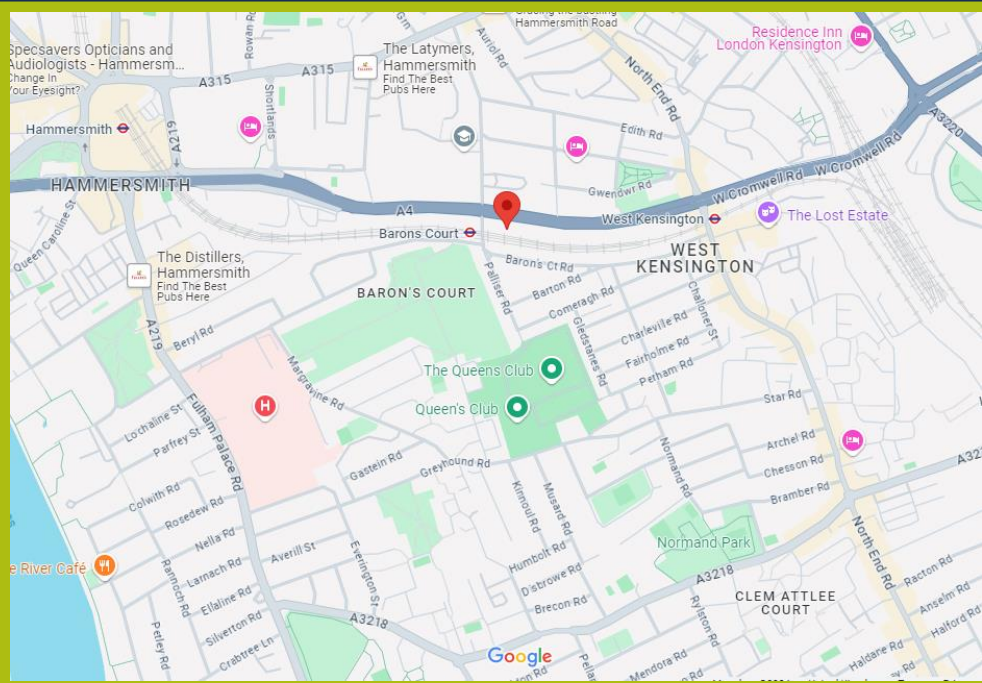 Hammersmith Road
Residence Inn
London Kensington
Specsavers Opticians and
Audiologists - Hammersm...
Change In
Your Eyesight?
Rowan Rd
A315
A315
The Latymers,
Hammersmith
Find The Best
Pubs Here
Auriol Rd
North End Rd
Shortlands
Hammersmith
A219
Edith Rd
A3220
HAMMERSMITH
Gwendwr Rd
W Cromwell Rd
W Cromwell Rd
A4
West Kensington
The Lost Estate
Queen Caroline St
Barons Court
WEST
KENSINGTON
The Distillers,
Hammersmith
Find The Best
Pubs Here
Barons Ct Rd
Palliser Rd
Barton Rd
BARON'S COURT
Comeragh Rd
Challoner St
A219
Beryl Rd
Gledstanes Rd
Charleville Rd
Fairholme Rd
Perham Rd
Margravine Rd
The Queens Club
Queen's Club
H
Star Rd
Lochaline St
Parfrey St
Fulham Palace Rd
Normand Rd
Archel Rd
Chesson Rd
Gastein Rd
Greyhound Rd
Bramber Rd
Colwith Rd
Rosedew Rd
Kinnoul Rd
Musard Rd
Nella Rd
Normand Park
North End Rd
Averill St
Everington St
Humbolt Rd
River Café
Larnach Rd
Rannoch Rd
Disbrowe Rd
A3218
Racton Rd
Ellaline Rd
Brecon Rd
CLEM ATTLEE
COURT
Anselm Rd
Silverton Rd
A3218
Rylston Rd
Halford Rd
Petley Rd
Crabtree Ln
Google
Mendora Rd
Haldane Rd